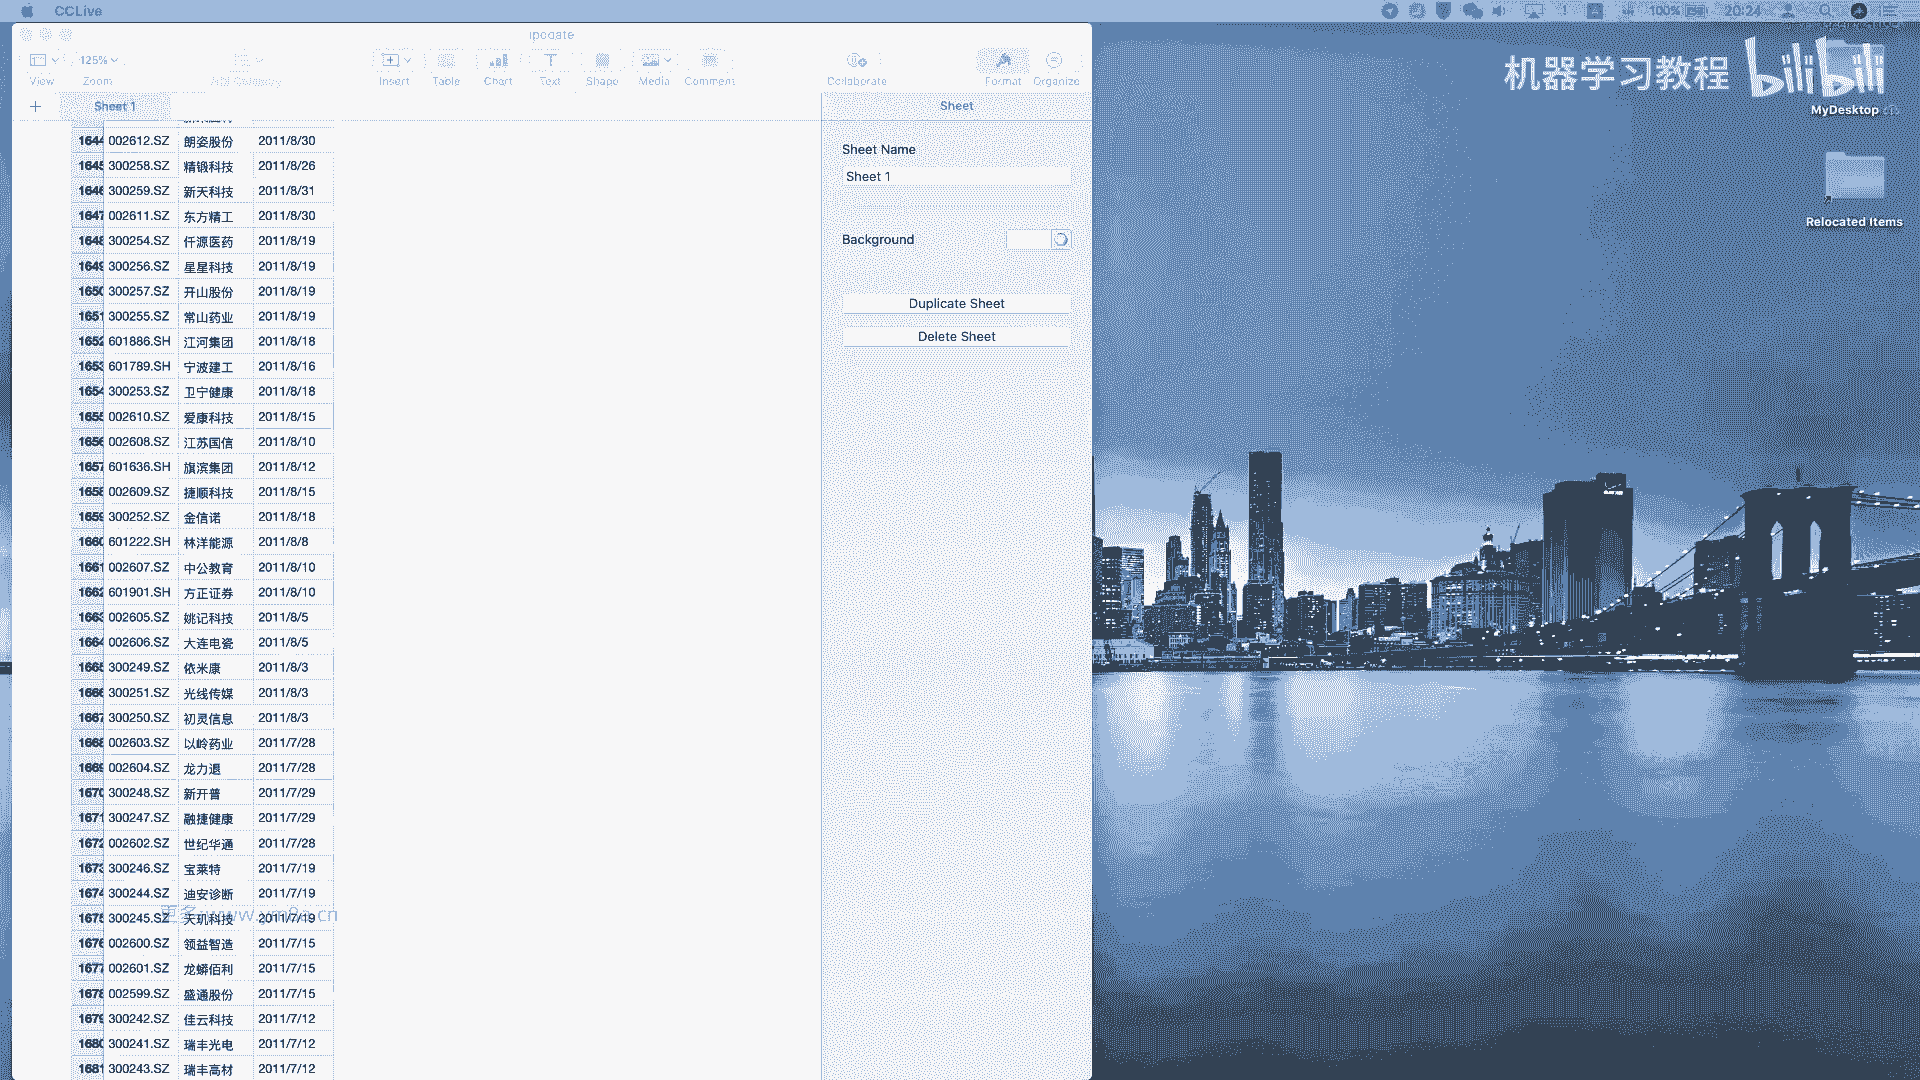 CCLive
100%
20:24
ipodate
125%
View
Zoom
Add Category
Insert
Table
Chart
Text
Shape
Media
Comment
Collaborate
Format
Organize
+
Sheet 1
Sheet
机器学习教程
bilibili
MyDesktop
Relocated Items
Sheet Name
Sheet 1
Background
Duplicate Sheet
Delete Sheet
1644 002612.SZ 朗姿股份 2011/8/30
1645 300258.SZ 精锻科技 2011/8/26
1646 300259.SZ 新天科技 2011/8/31
1647 002611.SZ 东方精工 2011/8/30
1648 300254.SZ 仟源医药 2011/8/19
1649 300256.SZ 星星科技 2011/8/19
1650 300257.SZ 开山股份 2011/8/19
1651 300255.SZ 常山药业 2011/8/19
1652 601886.SH 江河集团 2011/8/18
1653 601789.SH 宁波建工 2011/8/16
1654 300253.SZ 卫宁健康 2011/8/18
1655 002610.SZ 爱康科技 2011/8/15
1656 002608.SZ 江苏国信 2011/8/10
1657 601636.SH 旗滨集团 2011/8/12
1658 002609.SZ 捷顺科技 2011/8/15
1659 300252.SZ 金信诺 2011/8/18
1660 601222.SH 林洋能源 2011/8/8
1661 002607.SZ 中公教育 2011/8/10
1662 601901.SH 方正证券 2011/8/10
1663 002605.SZ 姚记科技 2011/8/5
1664 002606.SZ 大连电瓷 2011/8/5
1665 300249.SZ 依米康 2011/8/3
1666 300251.SZ 光线传媒 2011/8/3
1667 300250.SZ 初灵信息 2011/8/3
1668 002603.SZ 以岭药业 2011/7/28
1669 002604.SZ 龙力退 2011/7/28
1670 300248.SZ 新开普 2011/7/29
1671 300247.SZ 融捷健康 2011/7/29
1672 002602.SZ 世纪华通 2011/7/28
1673 300246.SZ 宝莱特 2011/7/19
1674 300244.SZ 迪安诊断 2011/7/19
1675 300245.SZ 天玑科技 2011/7/19
1676 002600.SZ 领益智造 2011/7/15
1677 002601.SZ 龙蟒佰利 2011/7/15
1678 002599.SZ 盛通股份 2011/7/15
1679 300242.SZ 佳云科技 2011/7/12
1680 300241.SZ 瑞丰光电 2011/7/12
1681 300243.SZ 瑞丰高材 2011/7/12